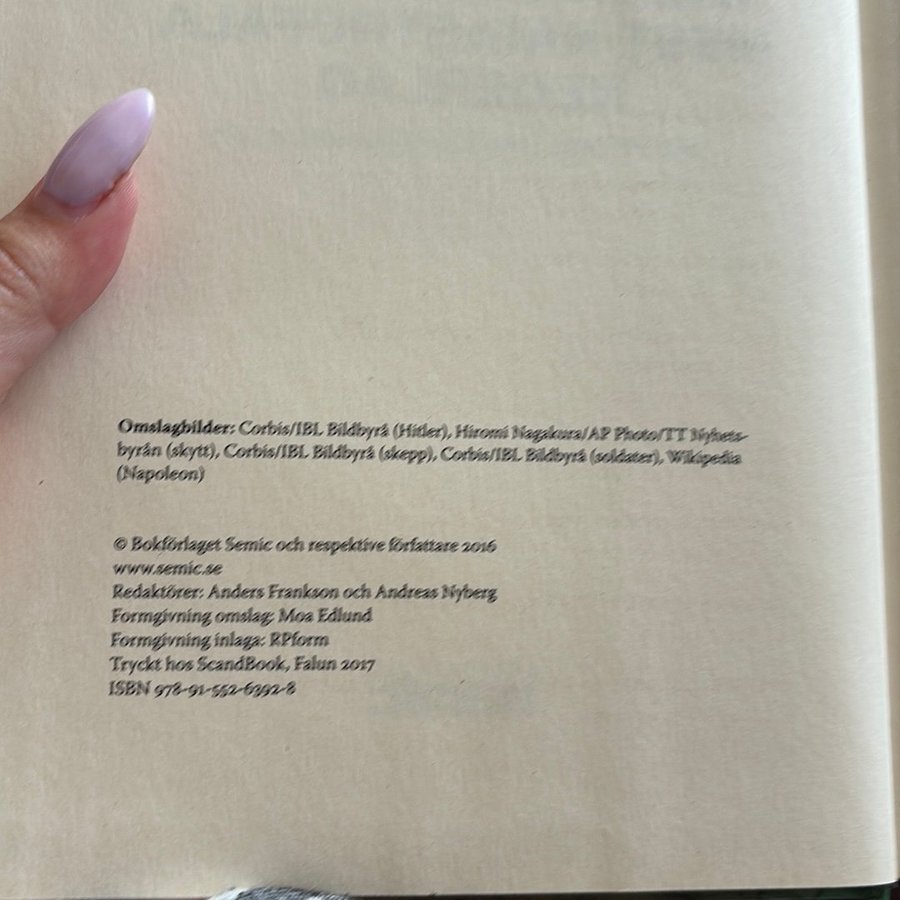 Omslagbilder: Corbis/IBL Bildbyrå (Hitler), Hiromi Nagakura/AP Photo/TT Nyhets-
byrån (skytt), Corbis/IBL Bildbyrå (skepp), Corbis/IBL Bildbyrå (soldater), Wikipedia
(Napoleon)
© Bokförlaget Semic och respektive författare 2016
www.semic.se
Redaktörer: Anders Frankson och Andreas Nyberg
Formgivning omslag: Moa Edlund
Formgivning inlaga: RPform
Tryckt hos ScandBook, Falun 2017
ISBN 978-91-552-6392-8